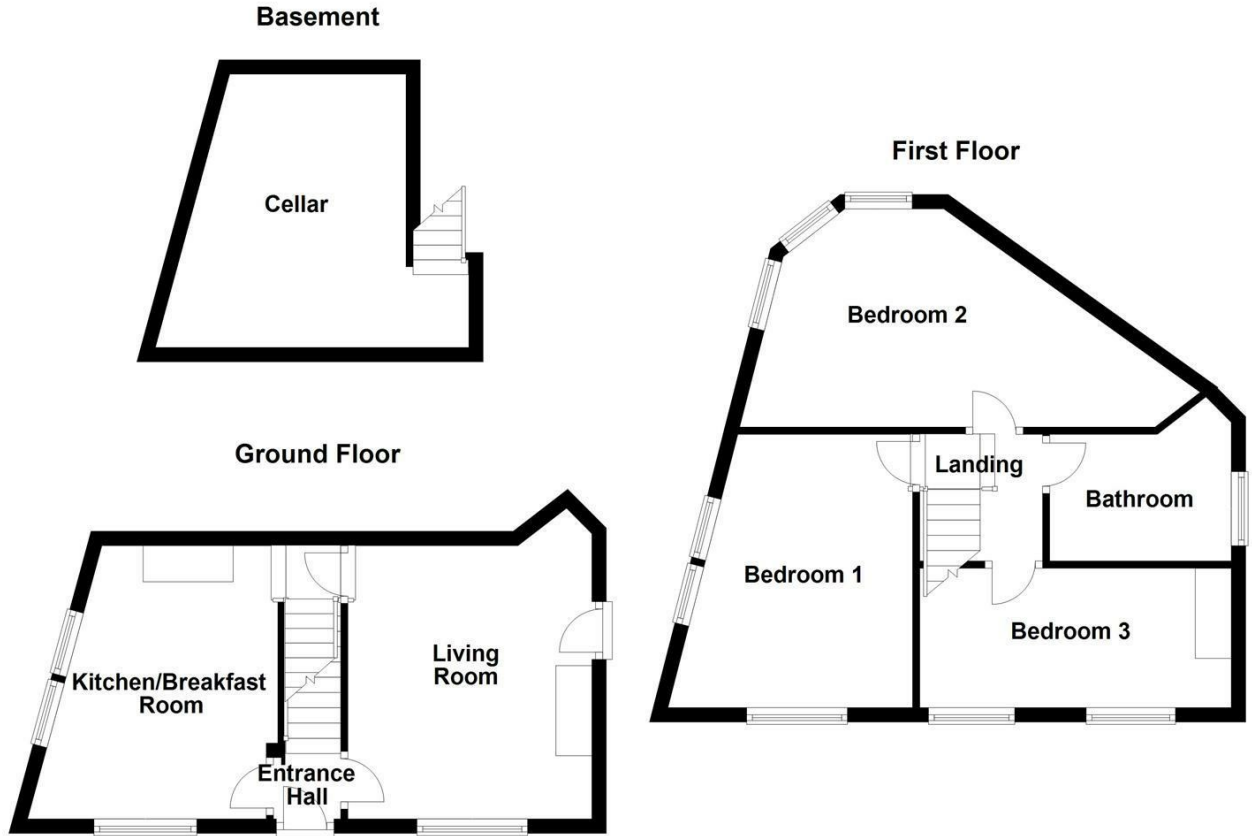 Basement
Cellar
Ground Floor
Kitchen/Breakfast
Room
Entrance
Hall
Living
Room
First Floor
Bedroom 2
Landing
Bathroom
Bedroom 1
Bedroom 3